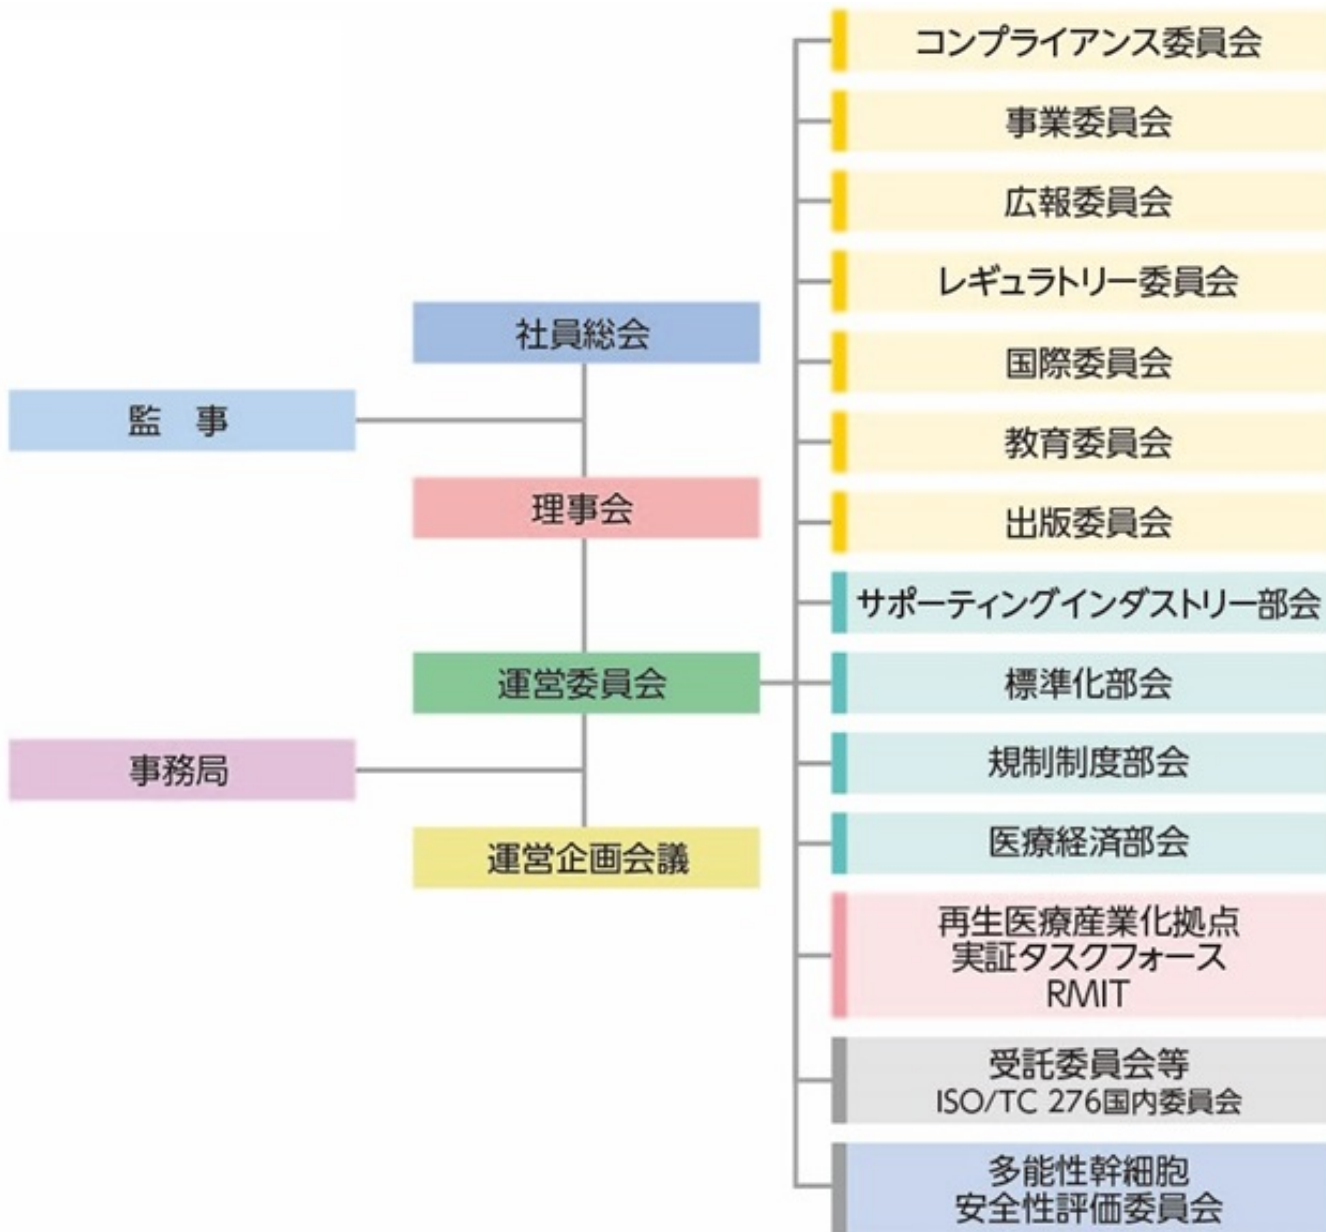 社員総会
監　事
理事会
運営委員会
事務局
運営企画会議
コンプライアンス委員会
事業委員会
広報委員会
レギュラトリー委員会
国際委員会
教育委員会
出版委員会
サポーティングインダストリー部会
標準化部会
規制制度部会
医療経済部会
再生医療産業化拠点
実証タスクフォース
RMIT
受託委員会等
ISO/TC 276国内委員会
多能性幹細胞
安全性評価委員会